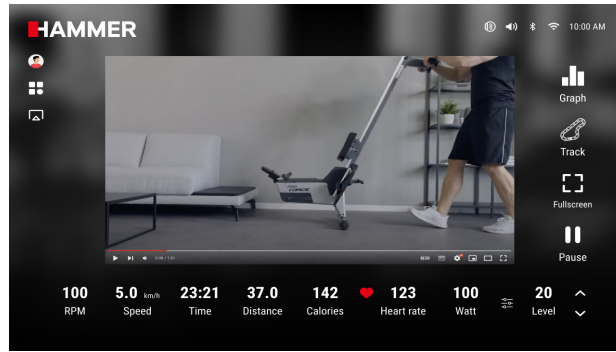 HAMMER
10:00 AM
FORCE
Graph
Track
Fullscreen
Pause
100 5.0 km/h 23:21 37.0 142 123 100 20
RPM Speed Time Distance Calories Heart rate Watt Level